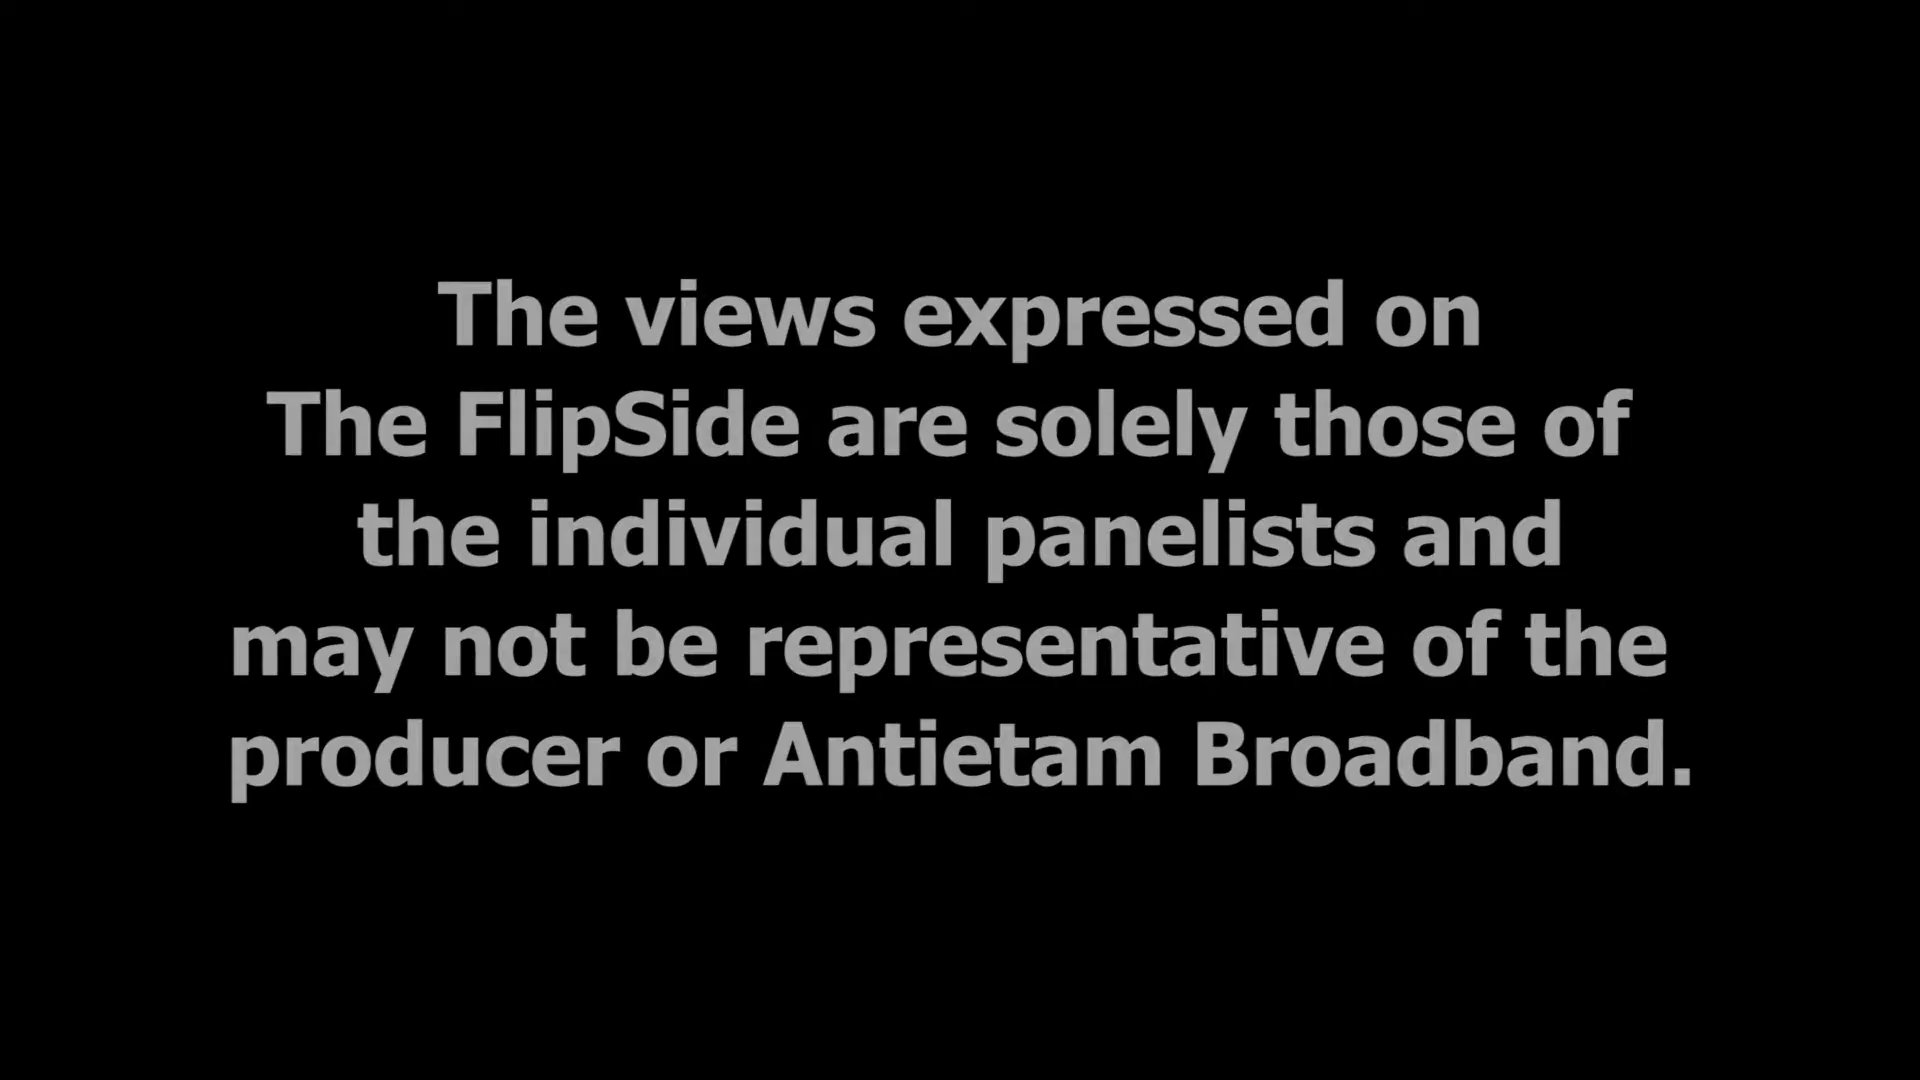 The views expressed on
The FlipSide are solely those of
the individual panelists and
may not be representative of the
producer or Antietam Broadband.